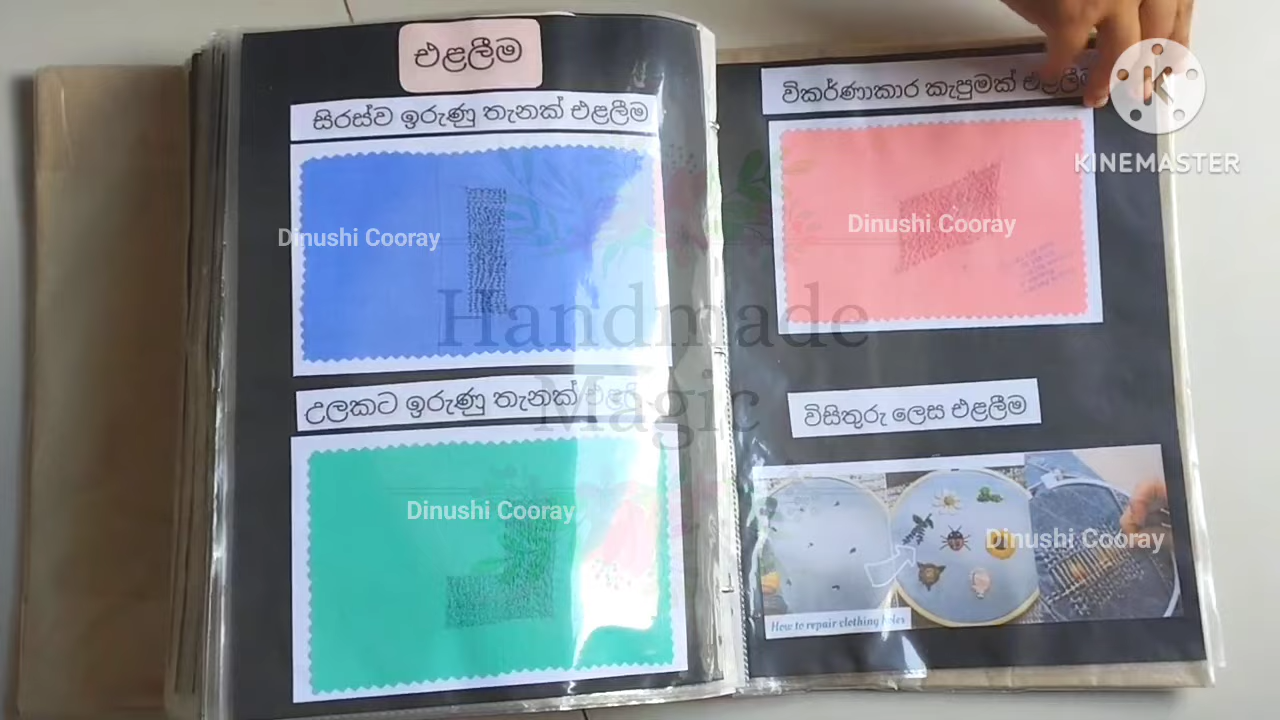 එළලීම
සිරස්ව ඉරුණු තැනක් එළලීම
Dinushi Cooray
උලකට ඉරුණු තැනක්
Dinushi Cooray
විකර්ණාකාර කැපුමක් එළලීම
KINEMASTER
Dinushi Cooray
Handmade
Magic
විසිතුරු ලෙස එළලීම
Dinushi Cooray
How to repair clothing holes